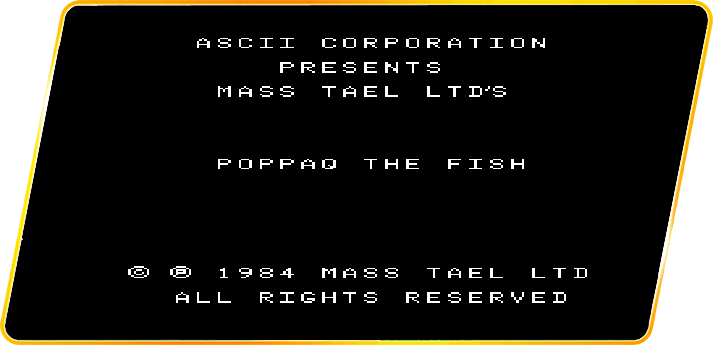 ASCII CORPORATION
PRESENTS
MASS TAEL LTD'S
POPPAQ THE FISH
© ® 1984 MASS TAEL LTD
ALL RIGHTS RESERVED